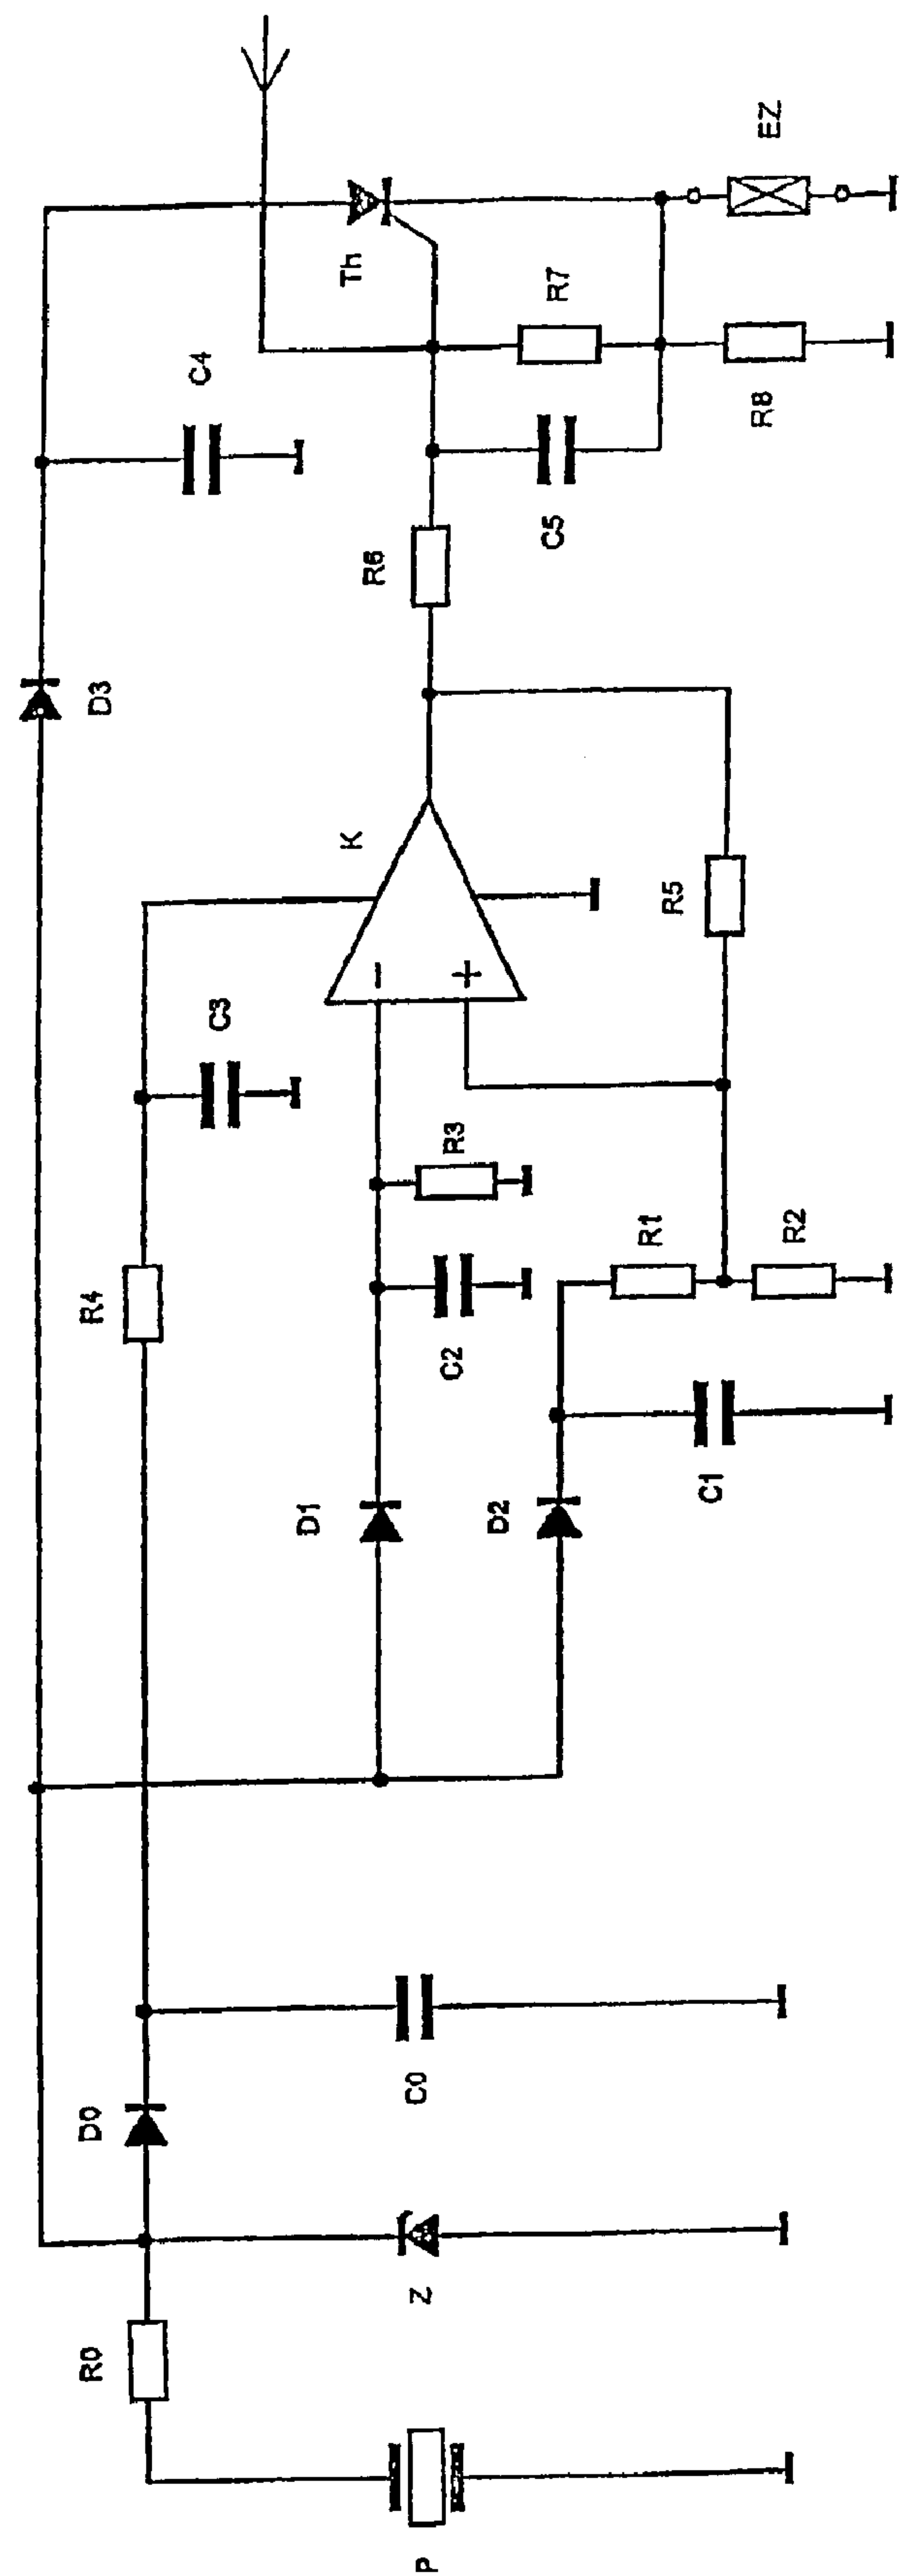 P
R0
Z
D0
C0
D1
D2
R4
C2
C1
R3
R1
R2
C3
−
+
K
R5
D3
R6
C5
C4
Th
R7
R8
EZ